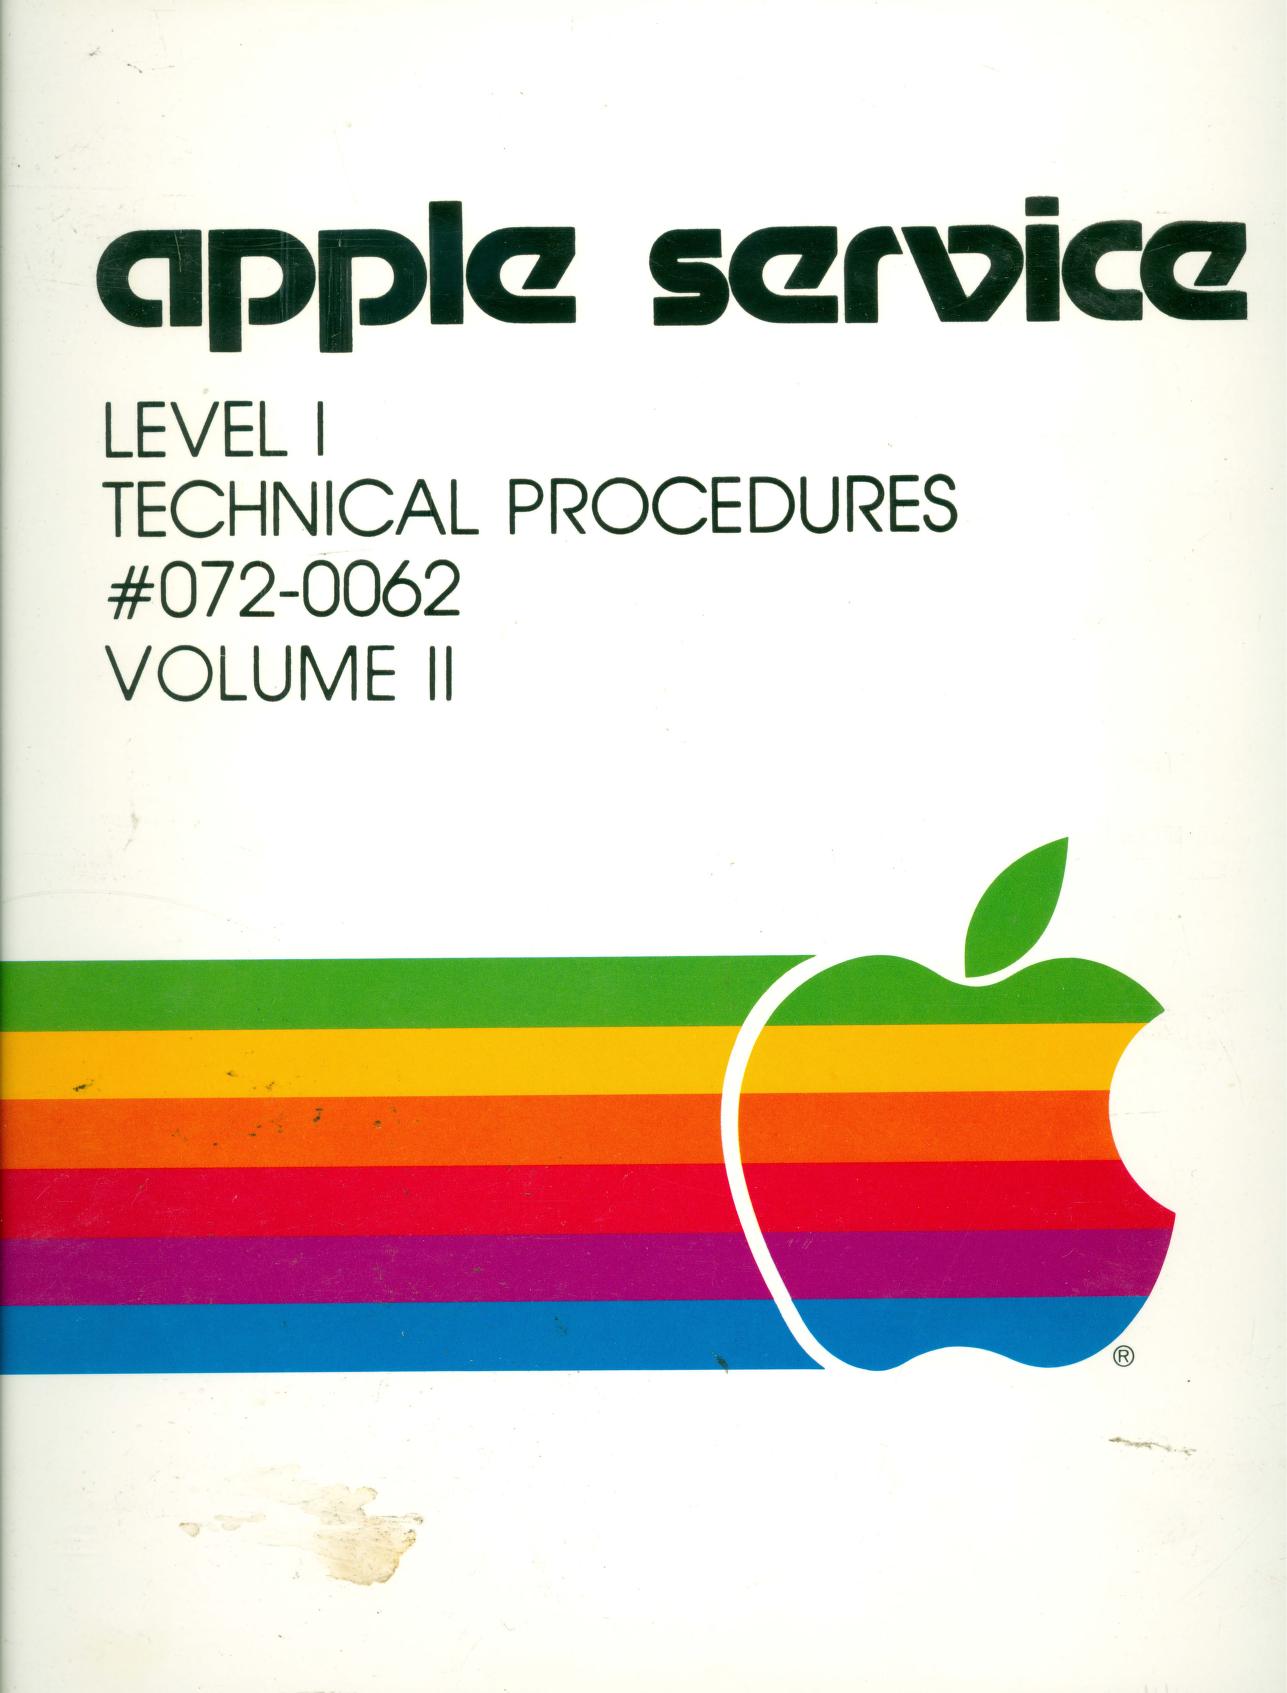 apple service
LEVEL I
TECHNICAL PROCEDURES
#072-0062
VOLUME II
®